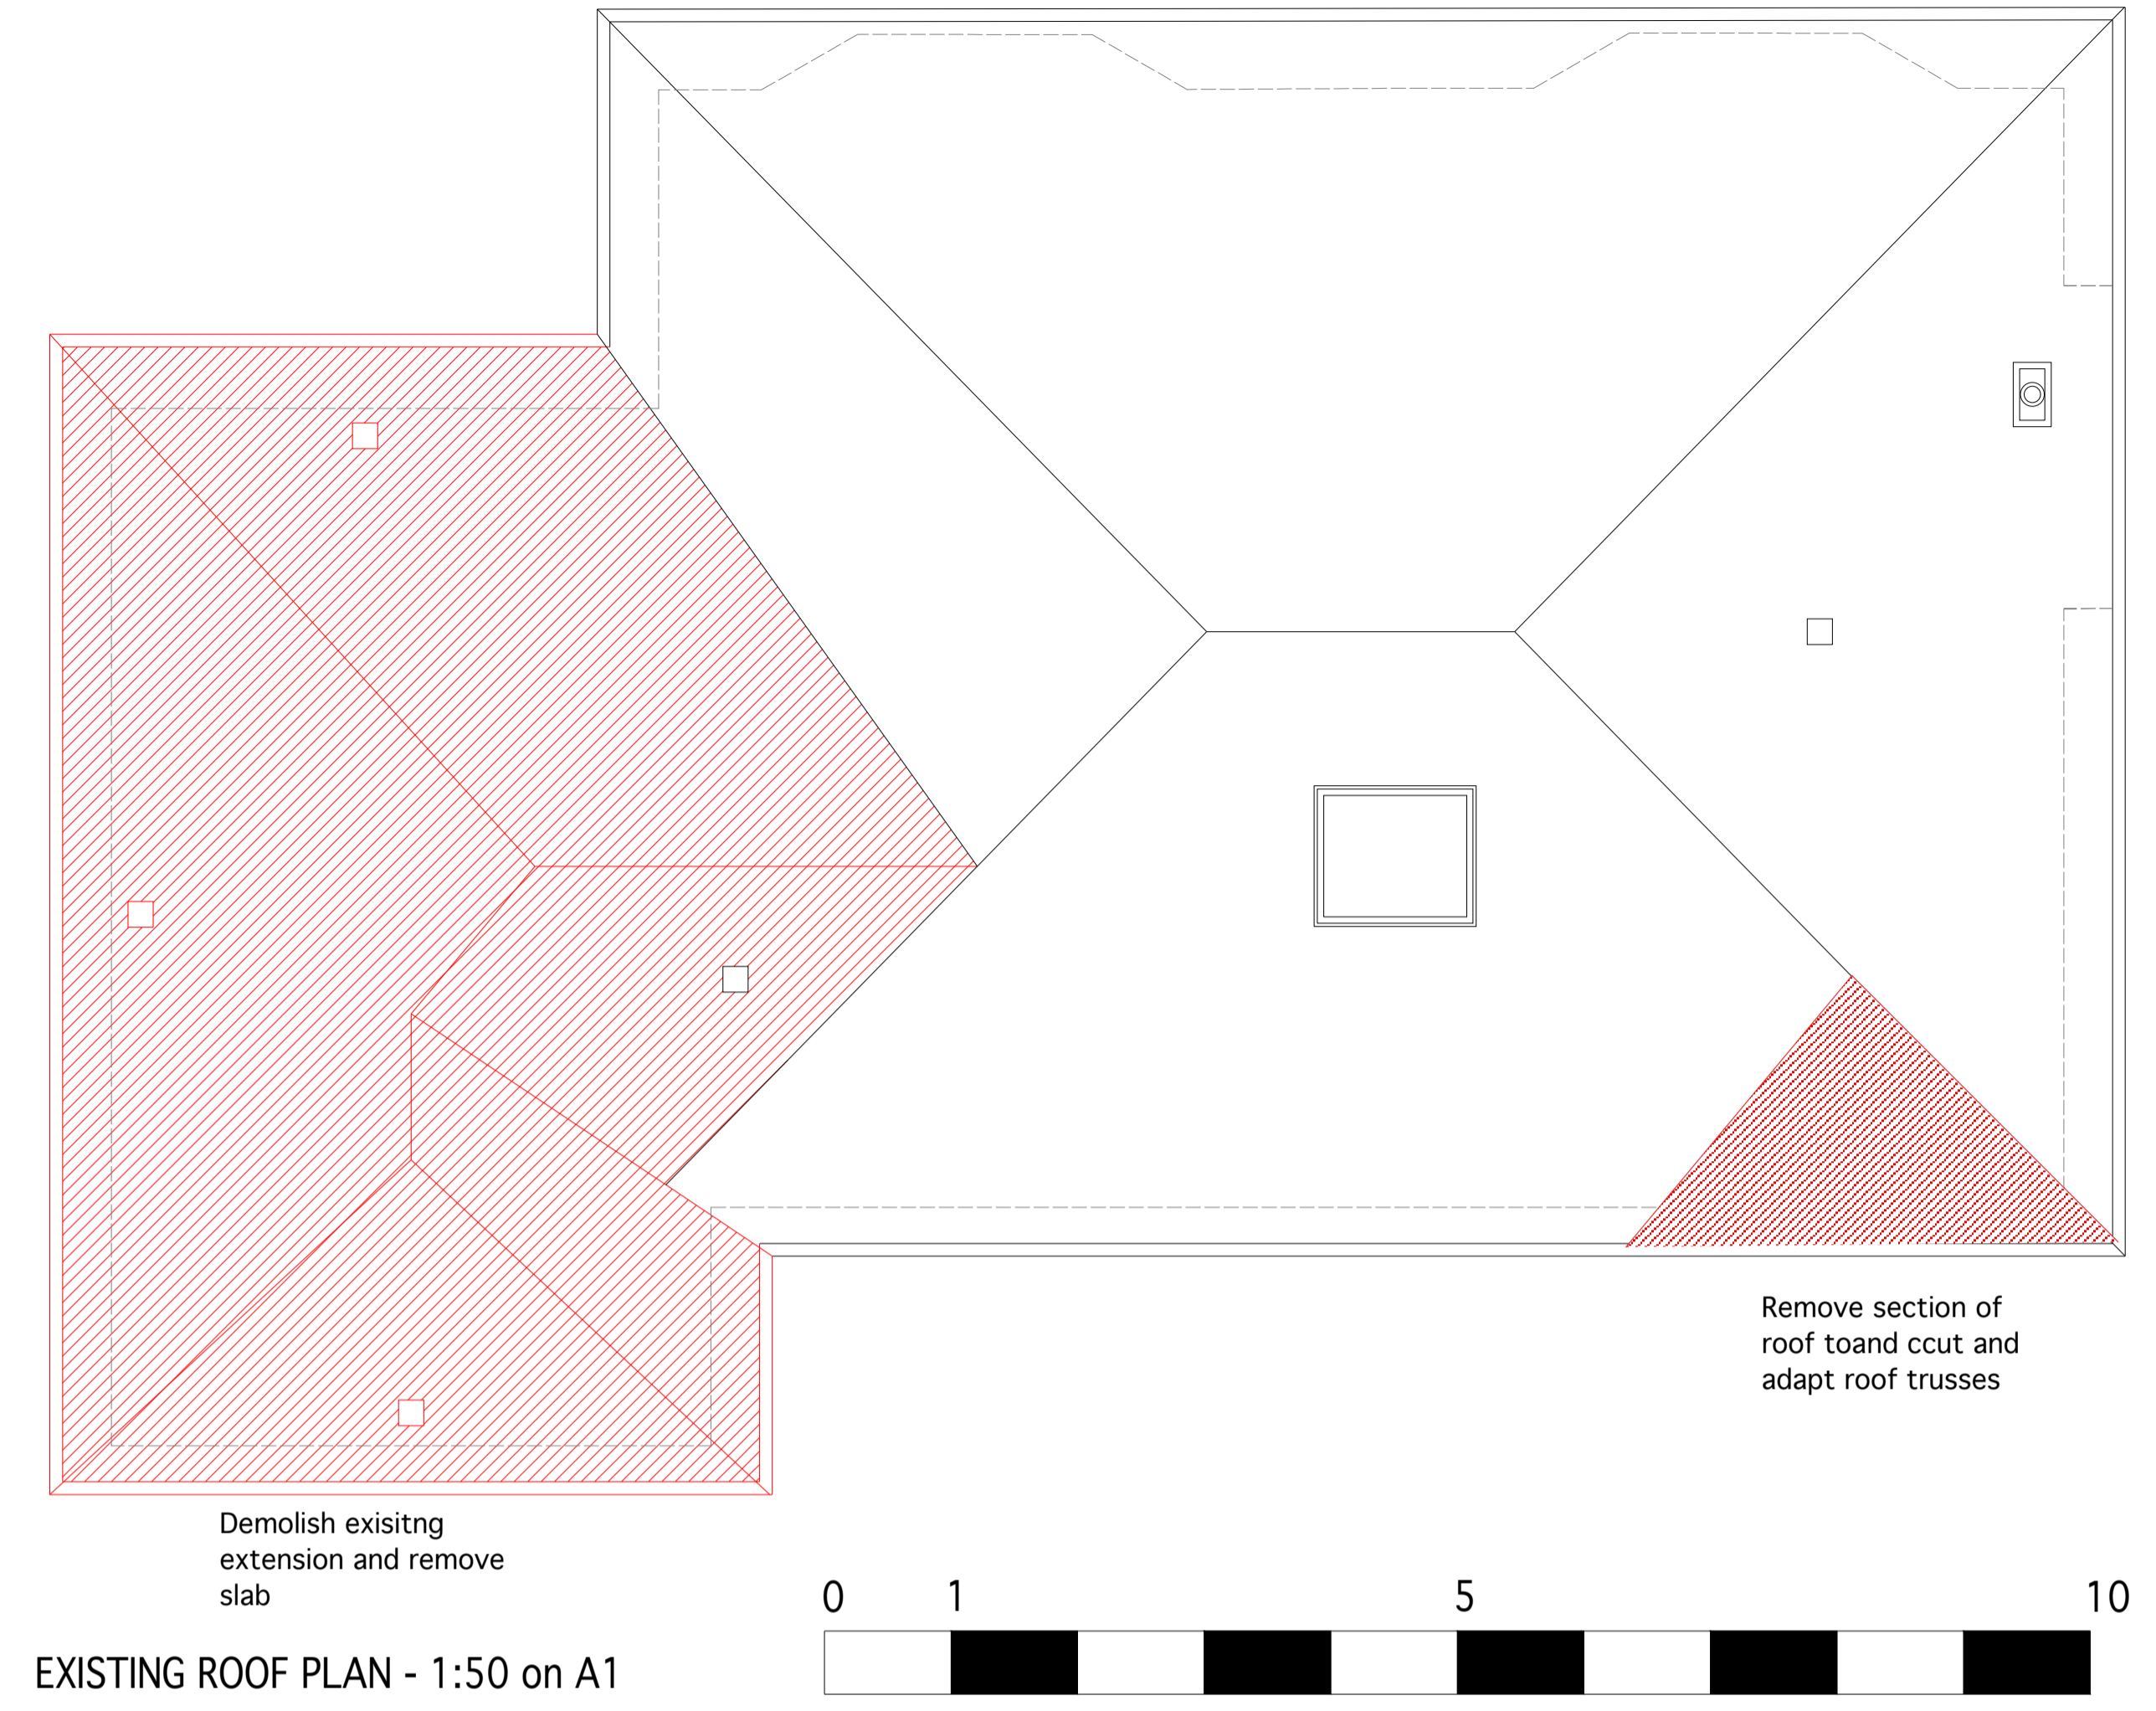 Remove section of
roof toand ccut and
adapt roof trusses
Demolish exisitng
extension and remove
slab
0 1 5 10
EXISTING ROOF PLAN - 1:50 on A1